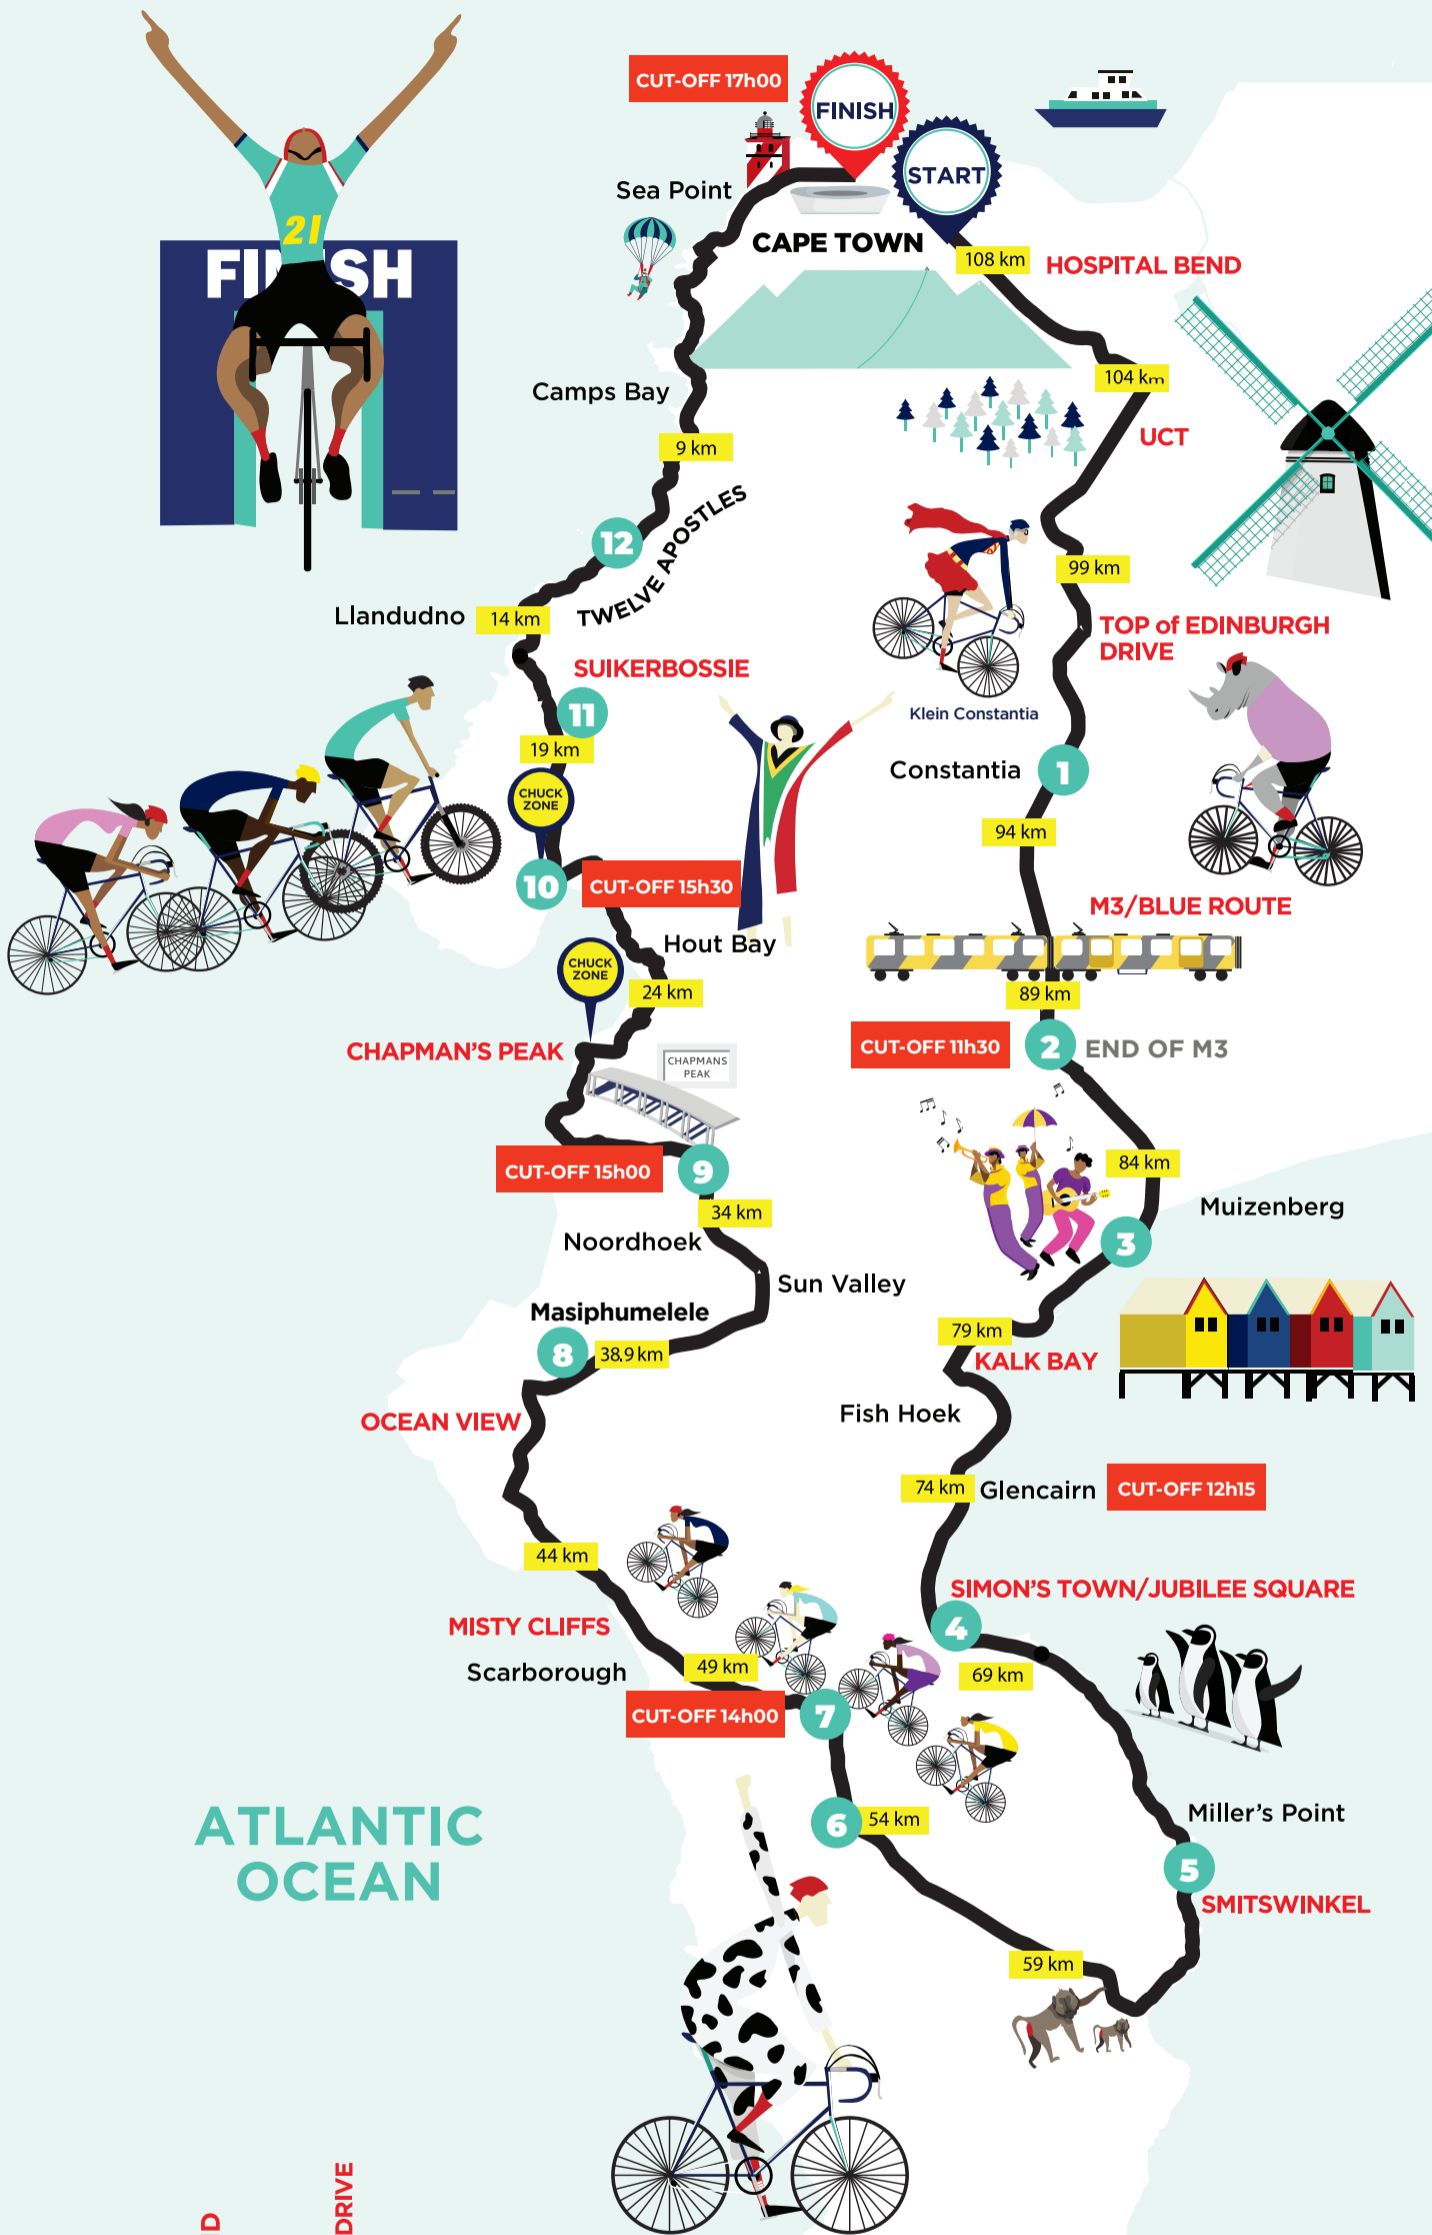 CUT-OFF 17h00
FINISH
START
Sea Point
CAPE TOWN
108 km
HOSPITAL BEND
21
FINISH
104 km
Camps Bay
UCT
9 km
TWELVE APOSTLES
12
99 km
Llandudno
14 km
TOP of EDINBURGH
DRIVE
SUIKERBOSSIE
11
Klein Constantia
19 km
Constantia
1
CHUCK
ZONE
94 km
10
CUT-OFF 15h30
M3/BLUE ROUTE
Hout Bay
CHUCK
ZONE
24 km
89 km
CHAPMAN'S PEAK
CUT-OFF 11h30
2
END OF M3
CHAPMANS
PEAK
CUT-OFF 15h00
9
84 km
34 km
Muizenberg
Noordhoek
3
Sun Valley
Masiphumelele
79 km
8
38.9 km
KALK BAY
OCEAN VIEW
Fish Hoek
74 km
Glencairn
CUT-OFF 12h15
44 km
SIMON'S TOWN/JUBILEE SQUARE
MISTY CLIFFS
4
Scarborough
49 km
69 km
CUT-OFF 14h00
7
ATLANTIC
OCEAN
6
54 km
Miller's Point
5
SMITSWINKEL
59 km
DRIVE